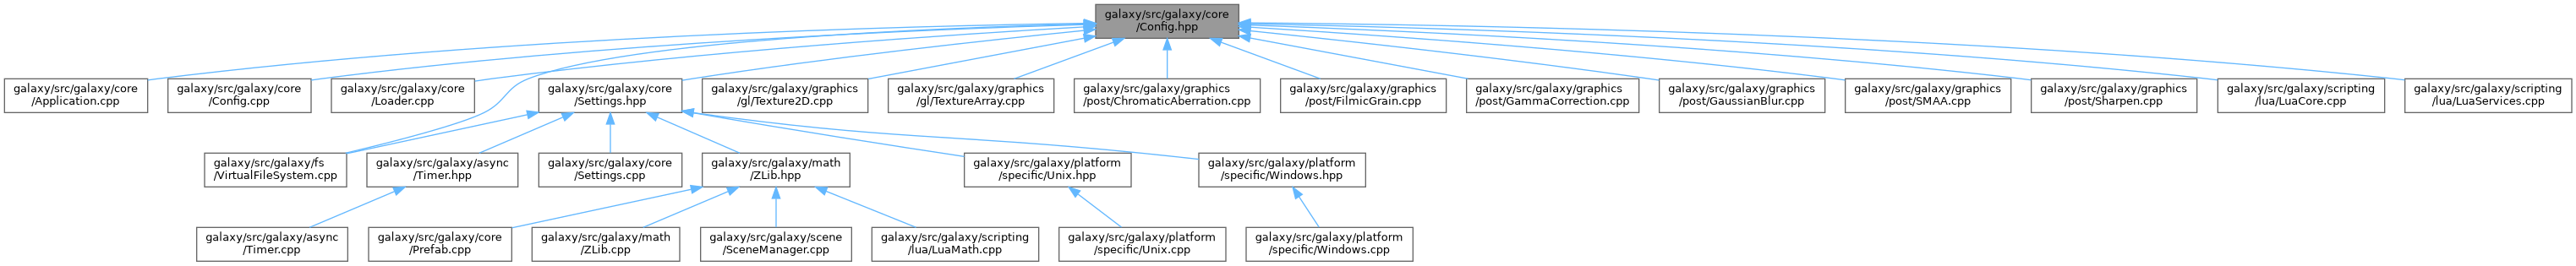 galaxy/src/galaxy/core
/Config.hpp
galaxy/src/galaxy/core
/Application.cpp
galaxy/src/galaxy/core
/Config.cpp
galaxy/src/galaxy/core
/Loader.cpp
galaxy/src/galaxy/core
/Settings.hpp
galaxy/src/galaxy/graphics
/gl/Texture2D.cpp
galaxy/src/galaxy/graphics
/gl/TextureArray.cpp
galaxy/src/galaxy/graphics
/post/ChromaticAberration.cpp
galaxy/src/galaxy/graphics
/post/FilmicGrain.cpp
galaxy/src/galaxy/graphics
/post/GammaCorrection.cpp
galaxy/src/galaxy/graphics
/post/GaussianBlur.cpp
galaxy/src/galaxy/graphics
/post/SMAA.cpp
galaxy/src/galaxy/graphics
/post/Sharpen.cpp
galaxy/src/galaxy/scripting
/lua/LuaCore.cpp
galaxy/src/galaxy/scripting
/lua/LuaServices.cpp
galaxy/src/galaxy/fs
/VirtualFileSystem.cpp
galaxy/src/galaxy/async
/Timer.hpp
galaxy/src/galaxy/core
/Settings.cpp
galaxy/src/galaxy/math
/ZLib.hpp
galaxy/src/galaxy/platform
/specific/Unix.hpp
galaxy/src/galaxy/platform
/specific/Windows.hpp
galaxy/src/galaxy/async
/Timer.cpp
galaxy/src/galaxy/core
/Prefab.cpp
galaxy/src/galaxy/math
/ZLib.cpp
galaxy/src/galaxy/scene
/SceneManager.cpp
galaxy/src/galaxy/scripting
/lua/LuaMath.cpp
galaxy/src/galaxy/platform
/specific/Unix.cpp
galaxy/src/galaxy/platform
/specific/Windows.cpp